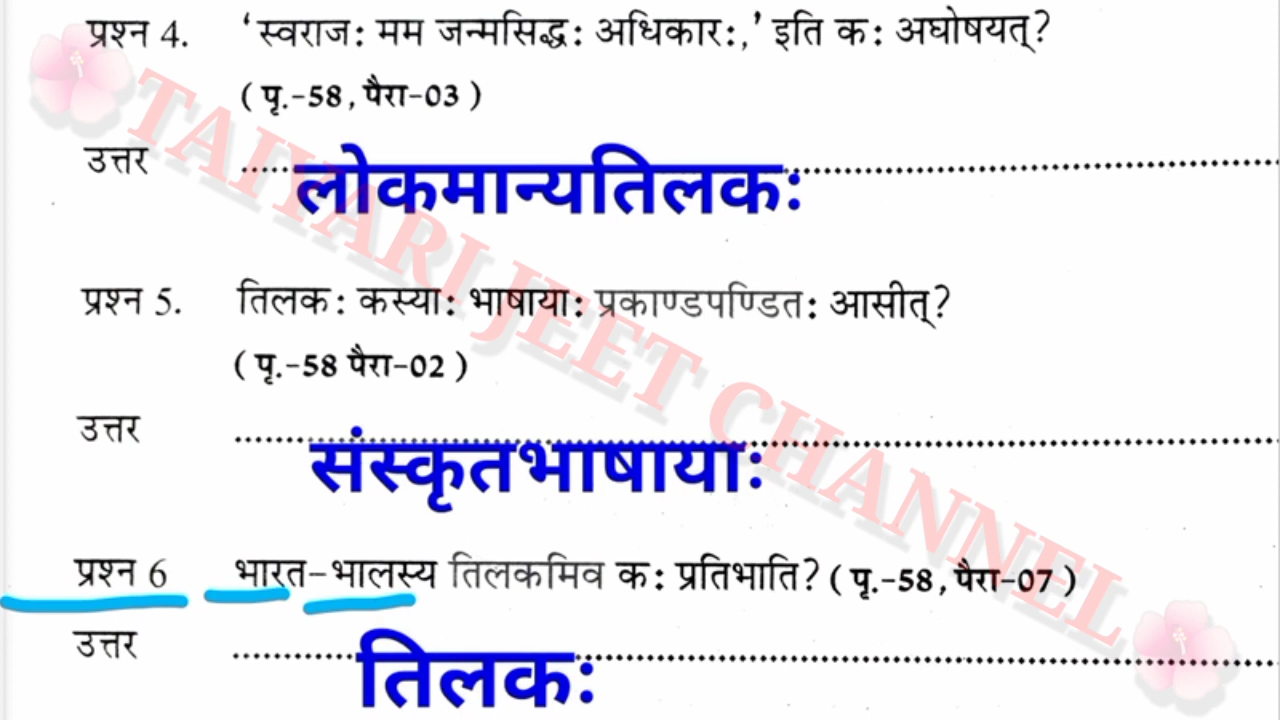 प्रश्न 4. 'स्वराज: मम जन्मसिद्ध: अधिकार:,' इति क: अघोषयत्?
( पृ.-58, पैरा-03 )
उत्तर लोकमान्यतिलकः
प्रश्न 5. तिलक: कस्या: भाषाया: प्रकाण्डपण्डित: आसीत्?
( पृ.-58 पैरा-02 )
उत्तर संस्कृतभाषायाः
प्रश्न 6 भारत-भालस्य तिलकमिव क: प्रतिभाति? ( पृ.-58, पैरा-07 )
उत्तर तिलकः
TAIYARI JEET CHANNEL